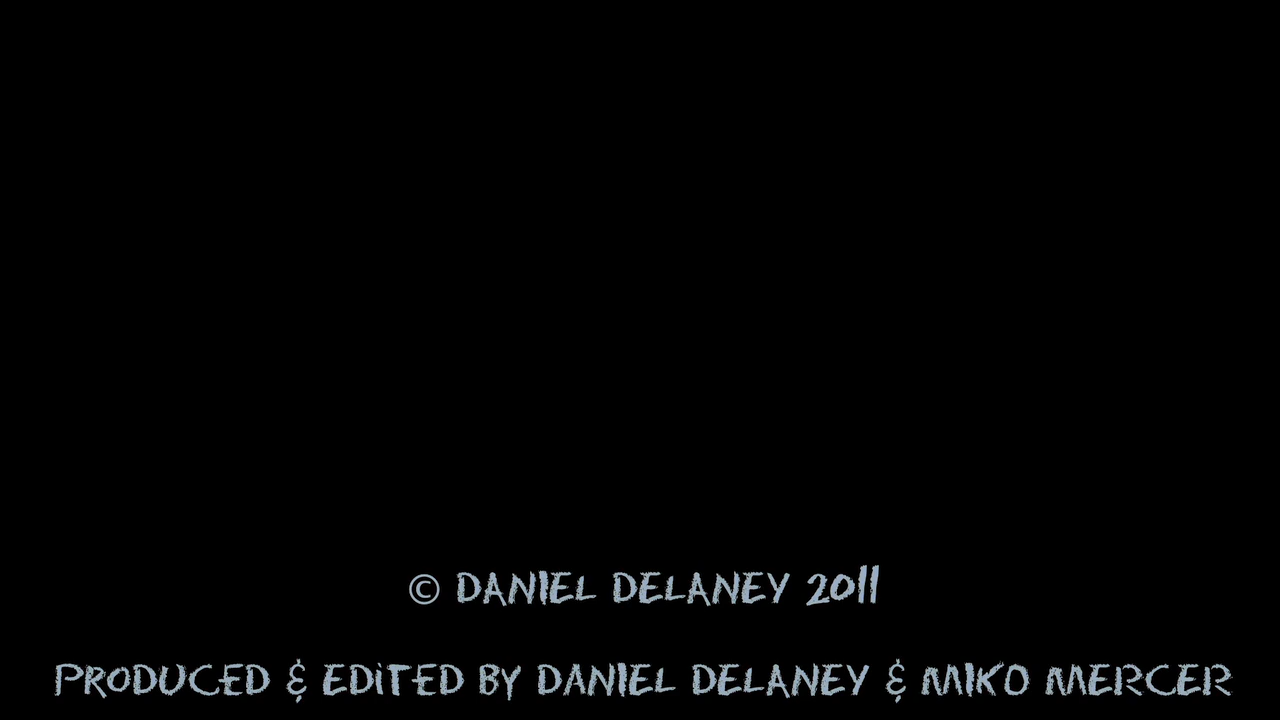 © DANIEL DELANEY 2011
PRODUCED & EDITED BY DANIEL DELANEY & MIKO MERCER